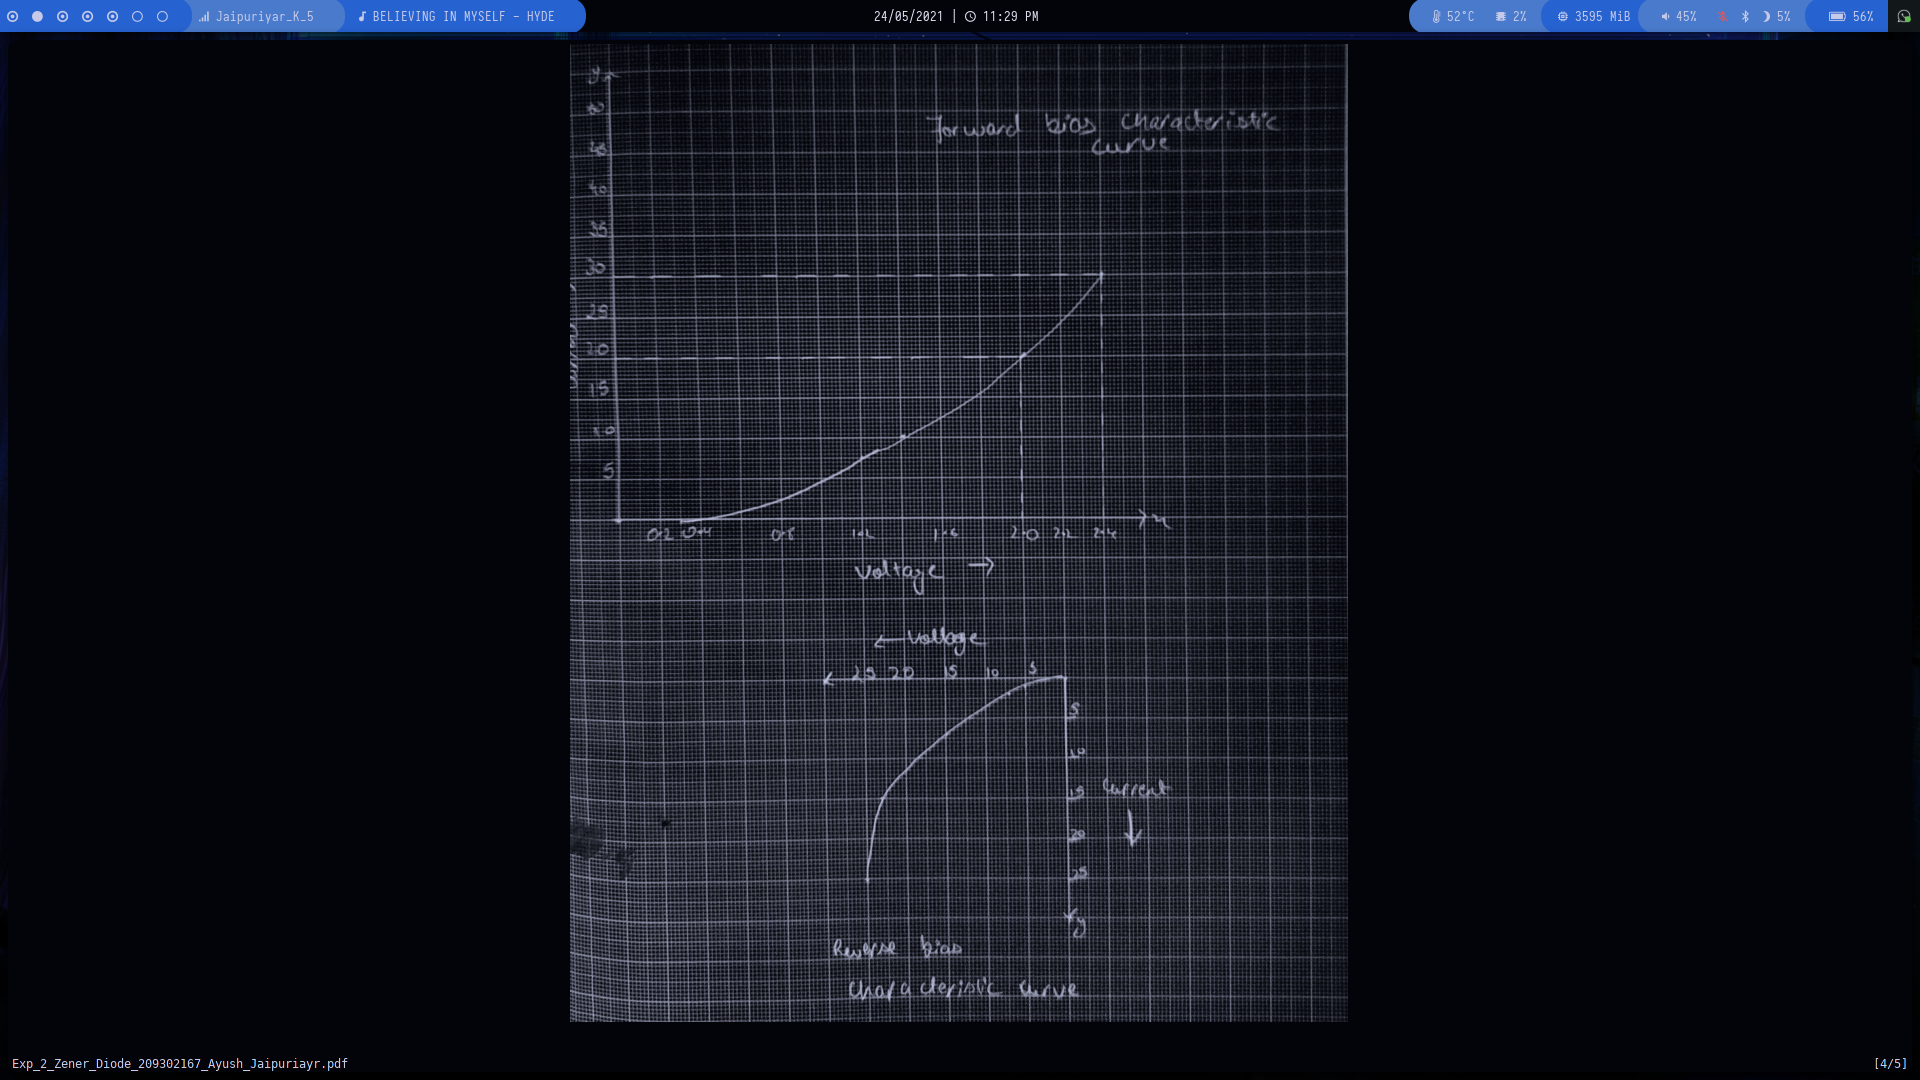 Jaipuriyar_K_5
BELIEVING IN MYSELF - HYDE
24/05/2021 | 11:29 PM
52°C
2%
3595 MiB
45%
5%
56%
y
Forward bias characteristic
curve
40
35
30
25
20
15
10
5
0.2 0.4 0.8 1.2 1.6 2.0 2.2 2.4 x
Voltage →
← Voltage
25 20 15 10 5
5
10
15 Current
20
25
y
Reverse bias
characteristic curve
Exp_2_Zener_Diode_209302167_Ayush_Jaipuriayr.pdf
[4/5]